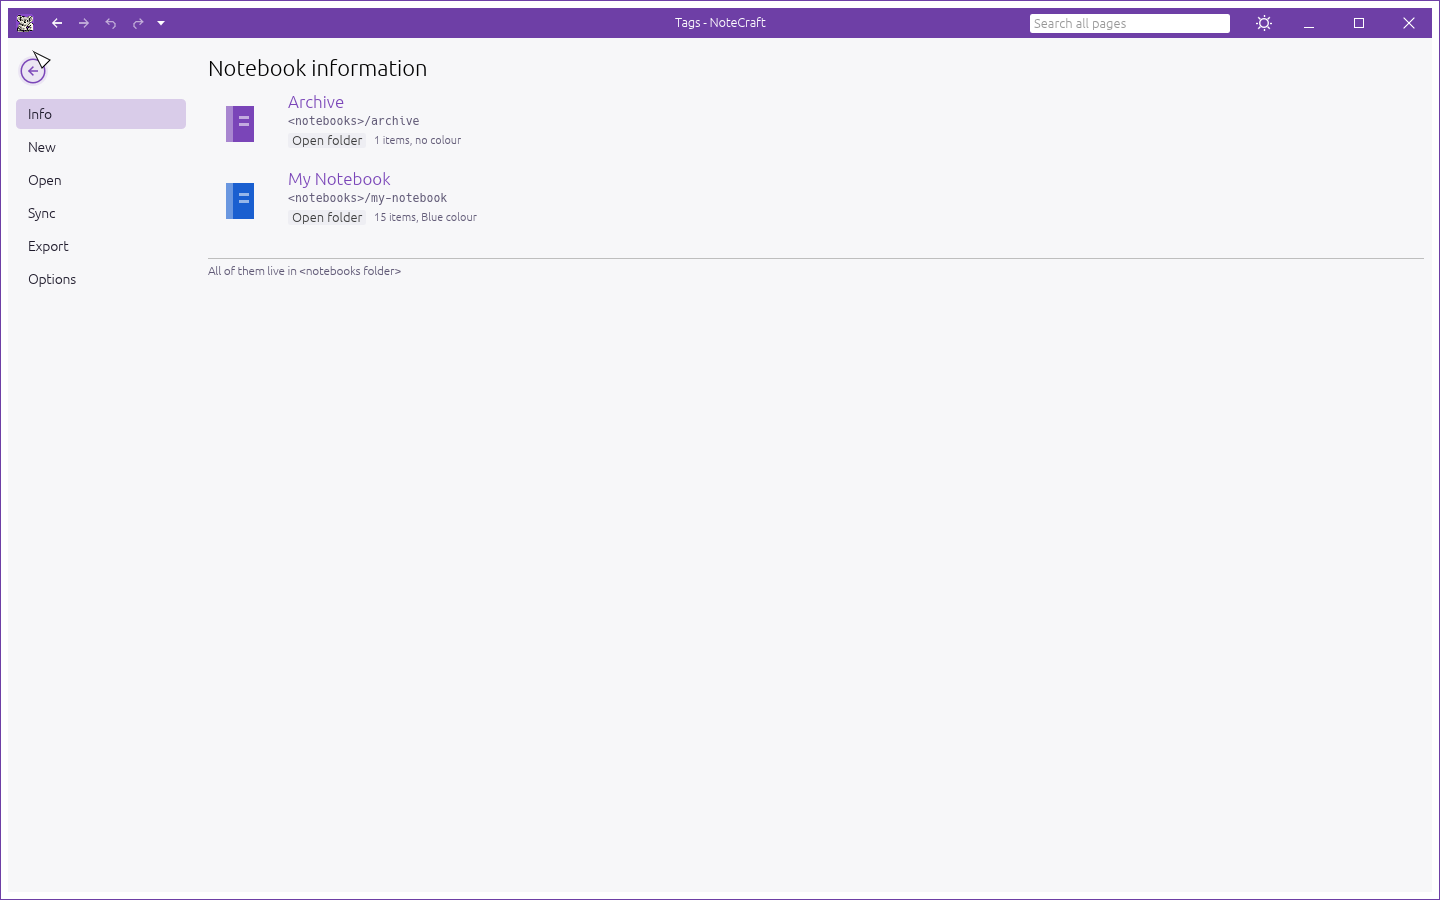 Tags - NoteCraft
Search all pages
Info
New
Open
Sync
Export
Options
Notebook information
Archive
<notebooks>/archive
Open folder 1 items, no colour
My Notebook
<notebooks>/my-notebook
Open folder 15 items, Blue colour
All of them live in <notebooks folder>